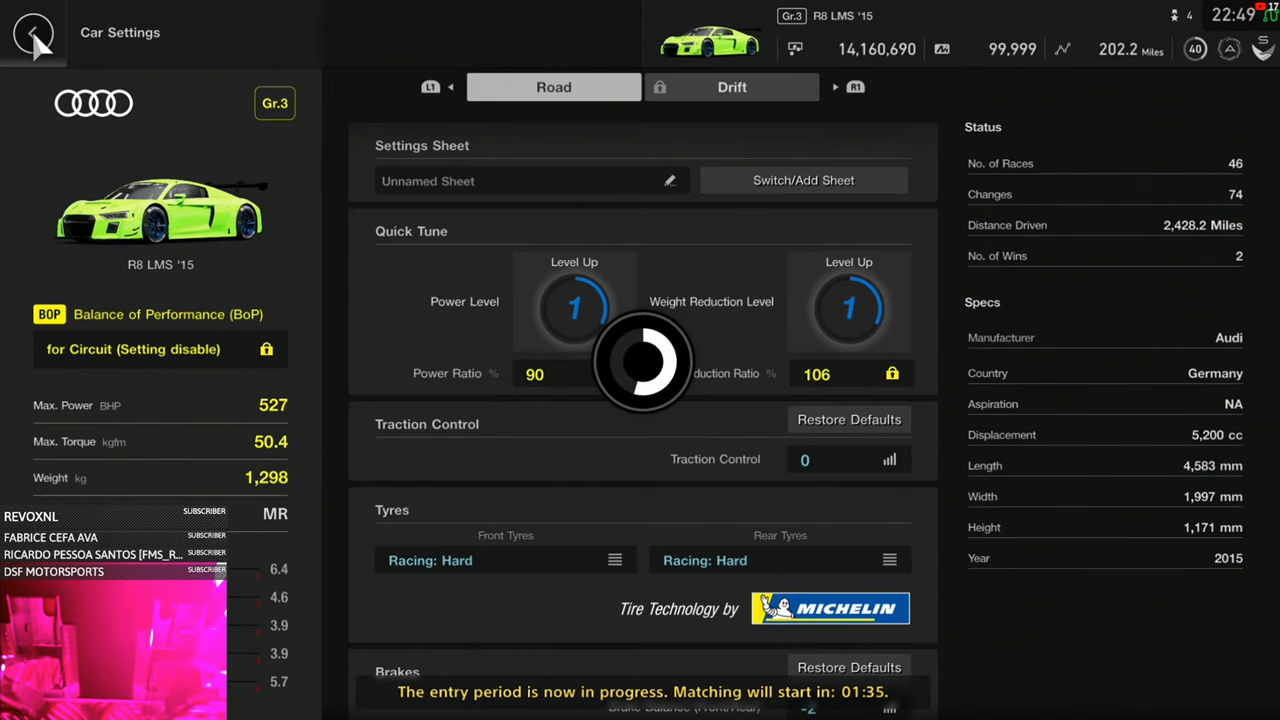 Car Settings
Gr.3 R8 LMS '15
14,160,690 99,999 202.2 Miles 40 A S
4 22:49 17
Gr.3
R8 LMS '15
BOP Balance of Performance (BoP)
for Circuit (Setting disable)
Max. Power BHP 527
Max. Torque kgfm 50.4
Weight kg 1,298
MR
REVOXNL SUBSCRIBER
FABRICE CEFA AVA SUBSCRIBER
RICARDO PESSOA SANTOS [FMS_R... SUBSCRIBER
DSF MOTORSPORTS SUBSCRIBER
6.4
4.6
3.9
3.9
5.7
L1 Road Drift R1
Settings Sheet
Unnamed Sheet Switch/Add Sheet
Quick Tune
Level Up Level Up
Power Level 1 Weight Reduction Level 1
Power Ratio % 90 duction Ratio % 106
Traction Control Restore Defaults
Traction Control 0
Tyres
Front Tyres Rear Tyres
Racing: Hard Racing: Hard
Tire Technology by MICHELIN
Brakes Restore Defaults
The entry period is now in progress. Matching will start in: 01:35.
Brake Balance (Front/Rear) -2
Status
No. of Races 46
Changes 74
Distance Driven 2,428.2 Miles
No. of Wins 2
Specs
Manufacturer Audi
Country Germany
Aspiration NA
Displacement 5,200 cc
Length 4,583 mm
Width 1,997 mm
Height 1,171 mm
Year 2015